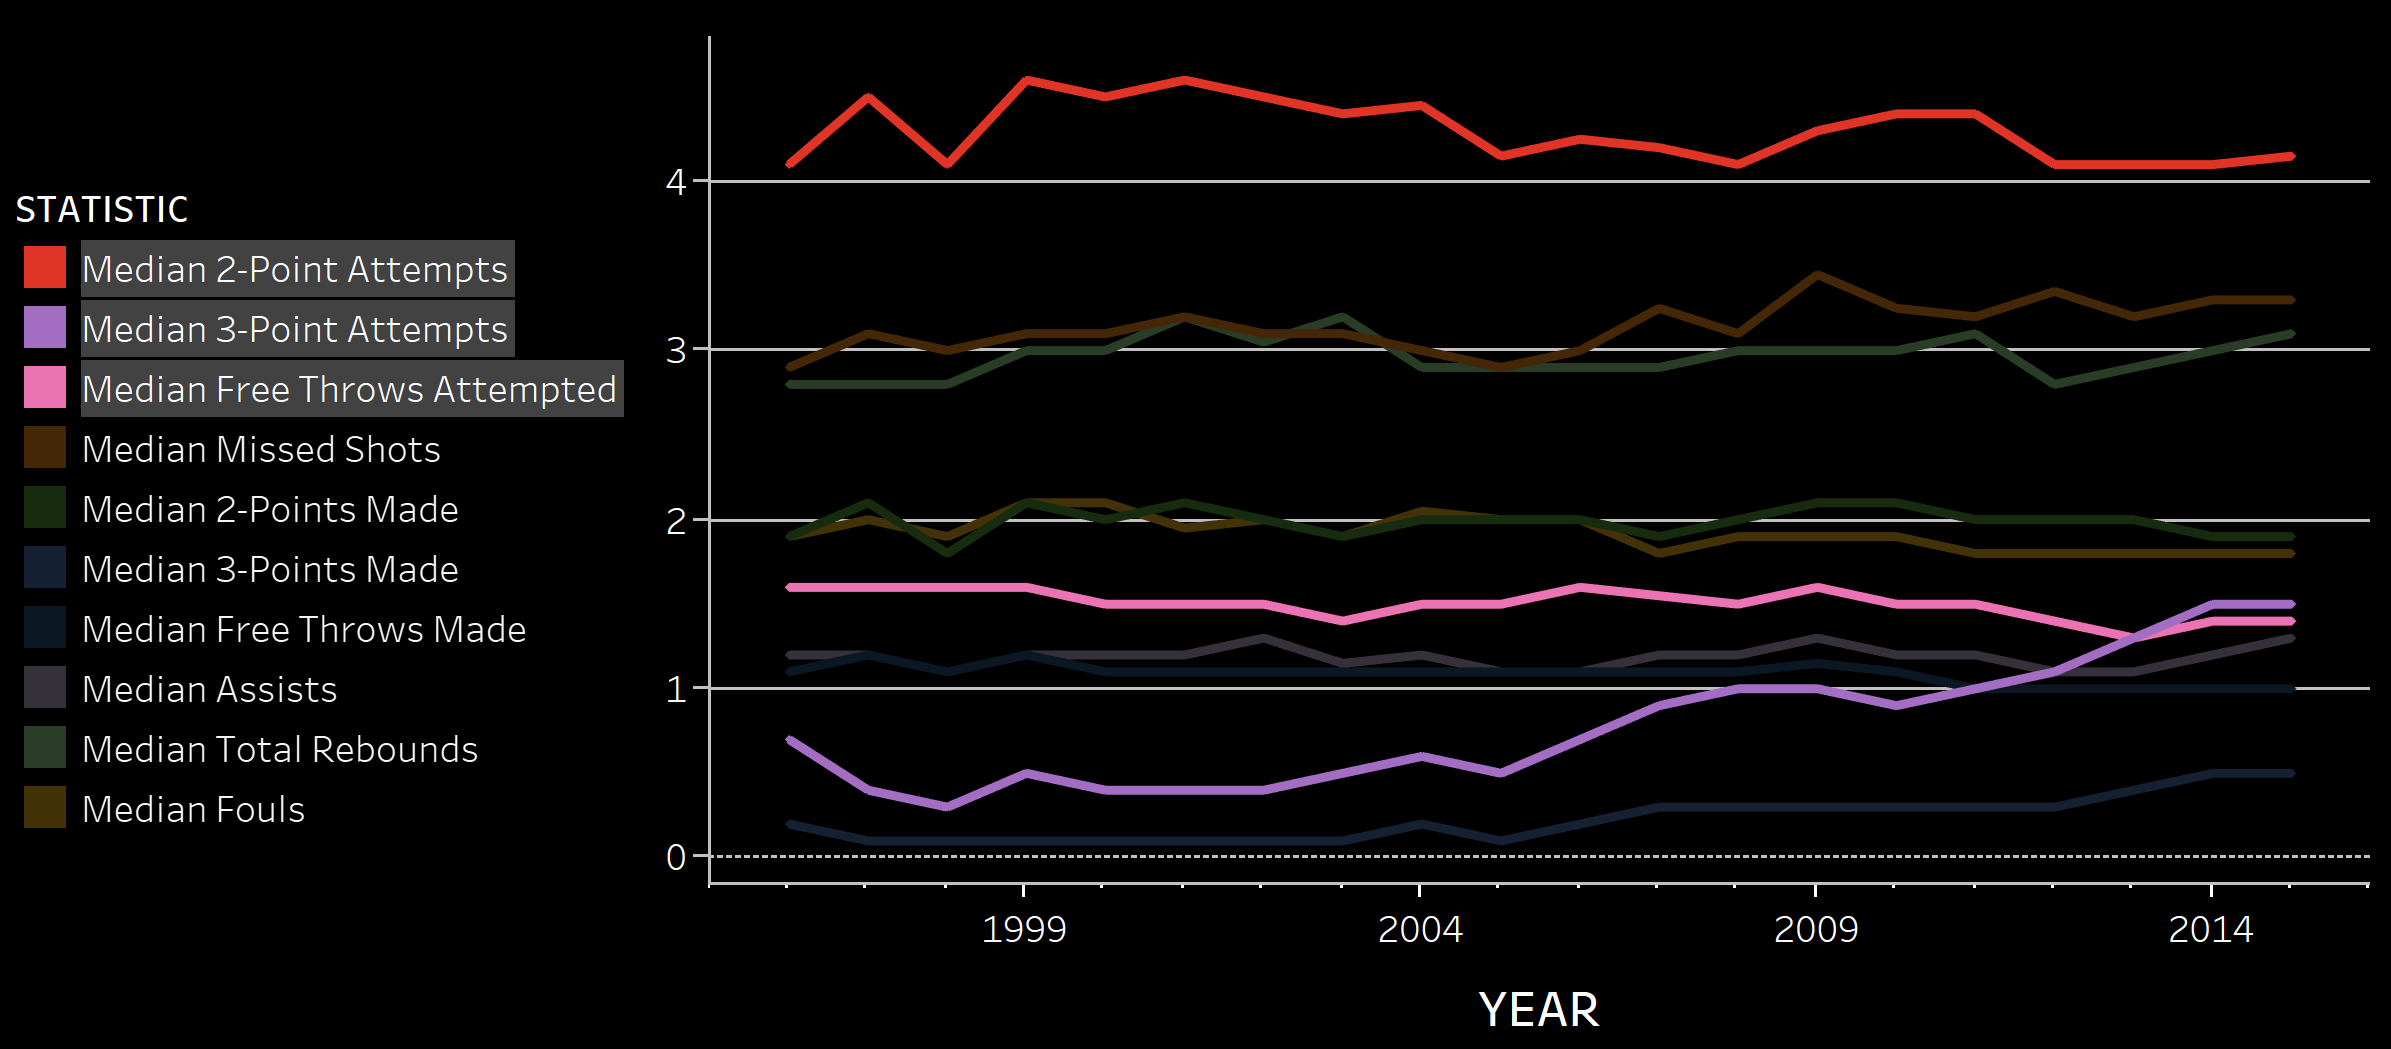 STATISTIC
Median 2-Point Attempts
Median 3-Point Attempts
Median Free Throws Attempted
Median Missed Shots
Median 2-Points Made
Median 3-Points Made
Median Free Throws Made
Median Assists
Median Total Rebounds
Median Fouls
4
3
2
1
0
1999 2004 2009 2014
YEAR